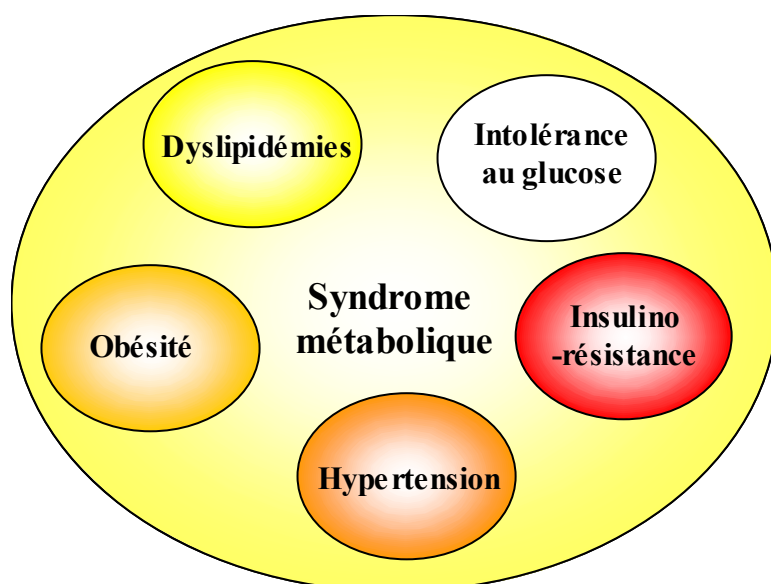 Dyslipidémies
Intolérance
au glucose
Syndrome
métabolique
Insulino
-résistance
Obésité
Hypertension